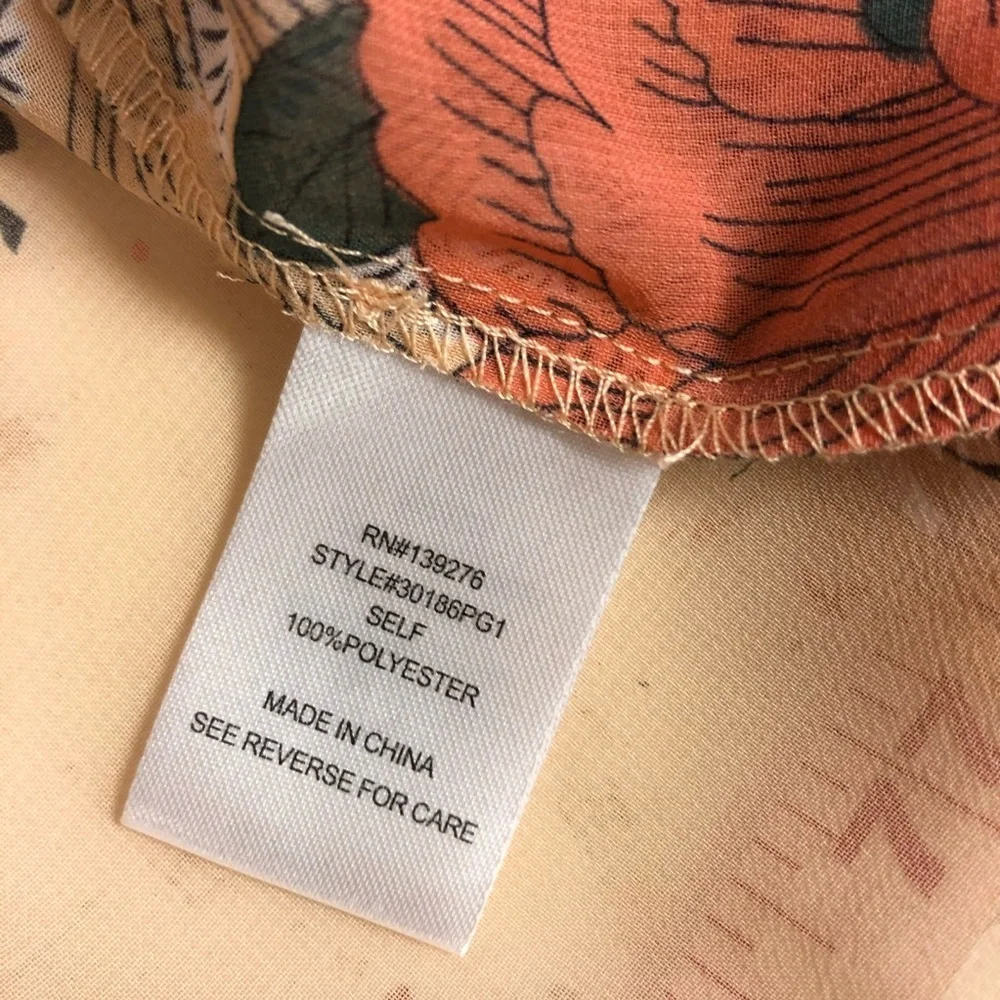 RN#139276
STYLE#30186PG1
SELF
100%POLYESTER
MADE IN CHINA
SEE REVERSE FOR CARE